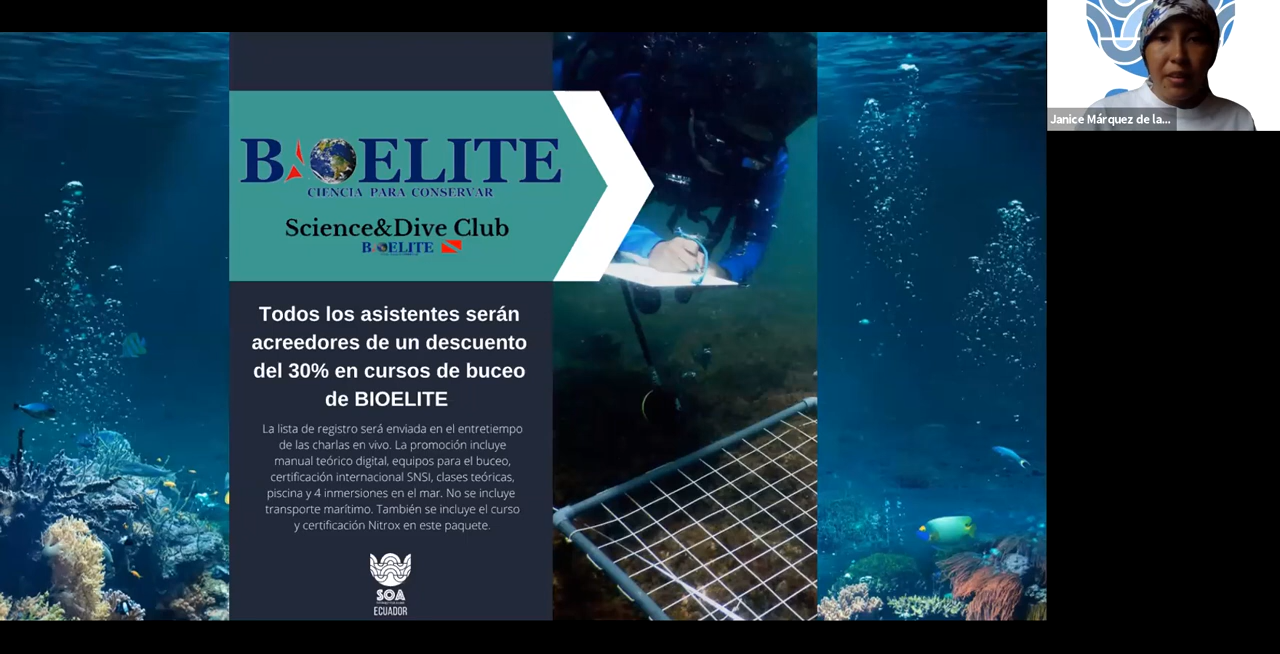 BIOELITE
CIENCIA PARA CONSERVAR
Science&Dive Club
BIOELITE
Todos los asistentes serán
acreedores de un descuento
del 30% en cursos de buceo
de BIOELITE
La lista de registro será enviada en el entretiempo
de las charlas en vivo. La promoción incluye
manual teórico digital, equipos para el buceo,
certificación internacional SNSI, clases teóricas,
piscina y 4 inmersiones en el mar. No se incluye
transporte marítimo. También se incluye el curso
y certificación Nitrox en este paquete.
SOA
ECUADOR
Janice Márquez de la...